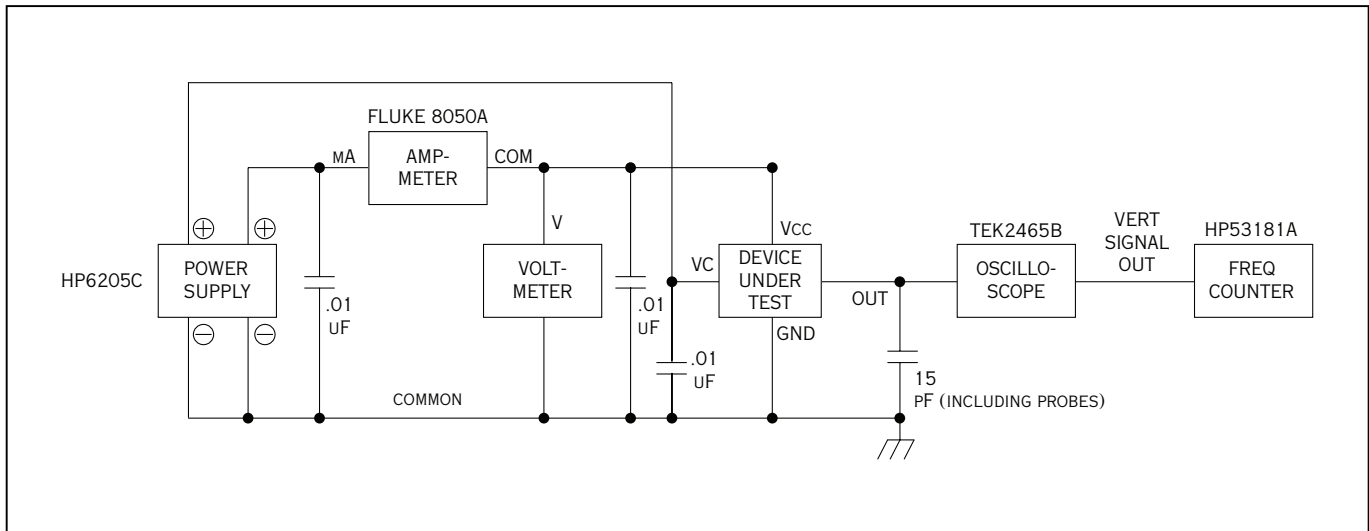 FLUKE 8050A
MA
AMP-
METER
COM
V
VCC
TEK2465B
VERT
SIGNAL
OUT
HP53181A
HP6205C
⊕ ⊕
POWER
SUPPLY
⊖ ⊖
.01
UF
VOLT-
METER
.01
UF
VC
DEVICE
UNDER
TEST
OUT
GND
OSCILLO-
SCOPE
FREQ
COUNTER
.01
UF
15
PF (INCLUDING PROBES)
COMMON